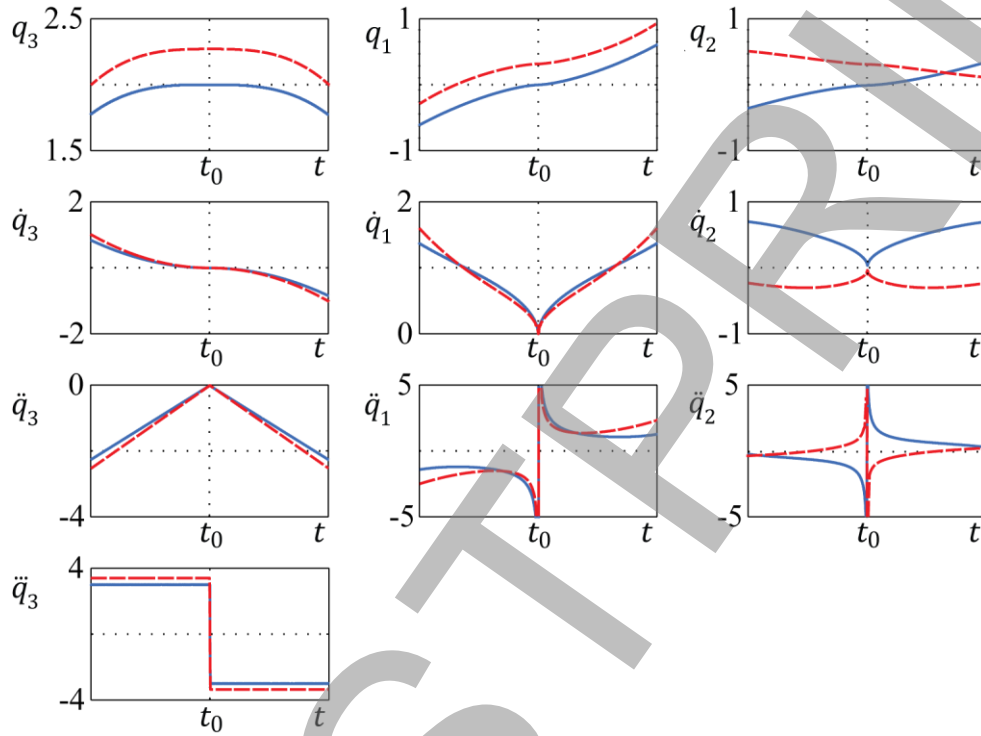 q₃ 2.5 1.5 t₀ t
q₁ 1 -1 t₀ t
q₂ 2 -1 t₀ t
q̇₃ 2 -2 t₀ t
q̇₁ 2 0 t₀ t
q̇₂ 1 -1 t₀ t
q̈₃ 0 -4 t₀ t
q̈₁ 5 -5 t₀ t
q̈₂ 5 -5 t₀ t
q⃛₃ 4 -4 t₀ t
STPRI